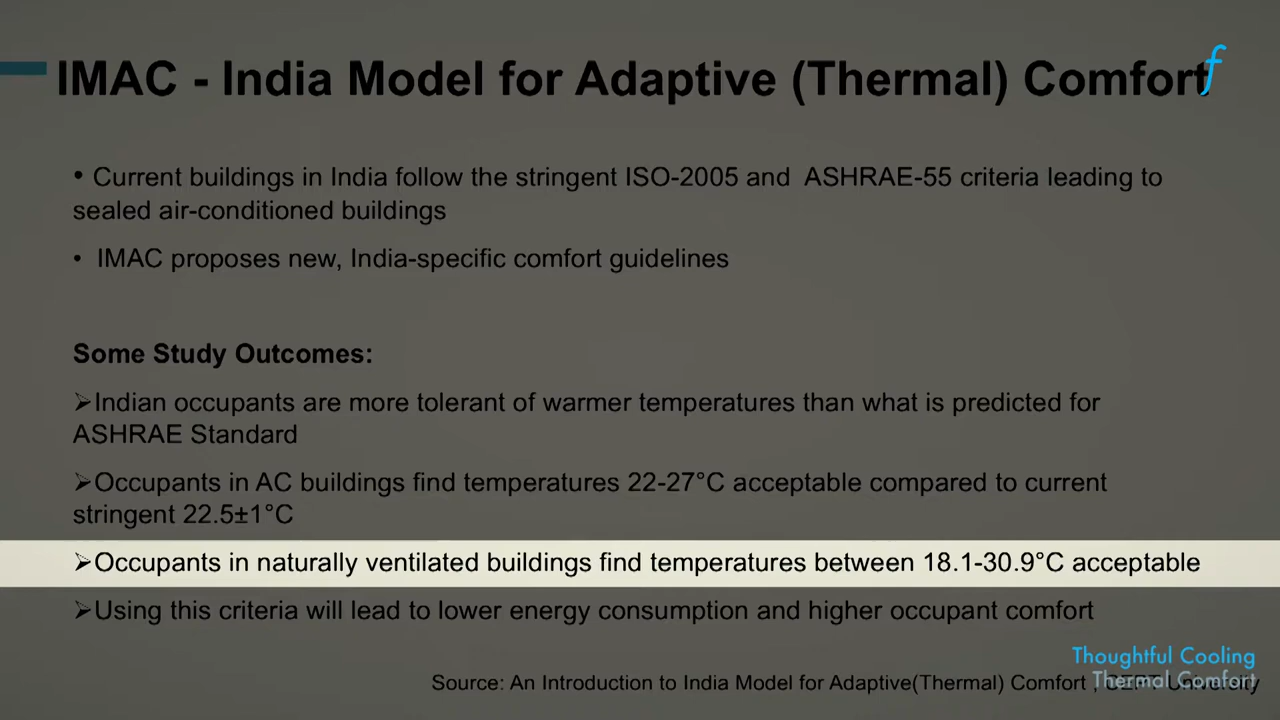 IMAC - India Model for Adaptive (Thermal) Comfort
f
• Current buildings in India follow the stringent ISO-2005 and ASHRAE-55 criteria leading to
sealed air-conditioned buildings
• IMAC proposes new, India-specific comfort guidelines
Some Study Outcomes:
➢Indian occupants are more tolerant of warmer temperatures than what is predicted for
ASHRAE Standard
➢Occupants in AC buildings find temperatures 22-27°C acceptable compared to current
stringent 22.5±1°C
➢Occupants in naturally ventilated buildings find temperatures between 18.1-30.9°C acceptable
➢Using this criteria will lead to lower energy consumption and higher occupant comfort
Thoughtful Cooling
Thermal Comfort
Source: An Introduction to India Model for Adaptive(Thermal) Comfort ,